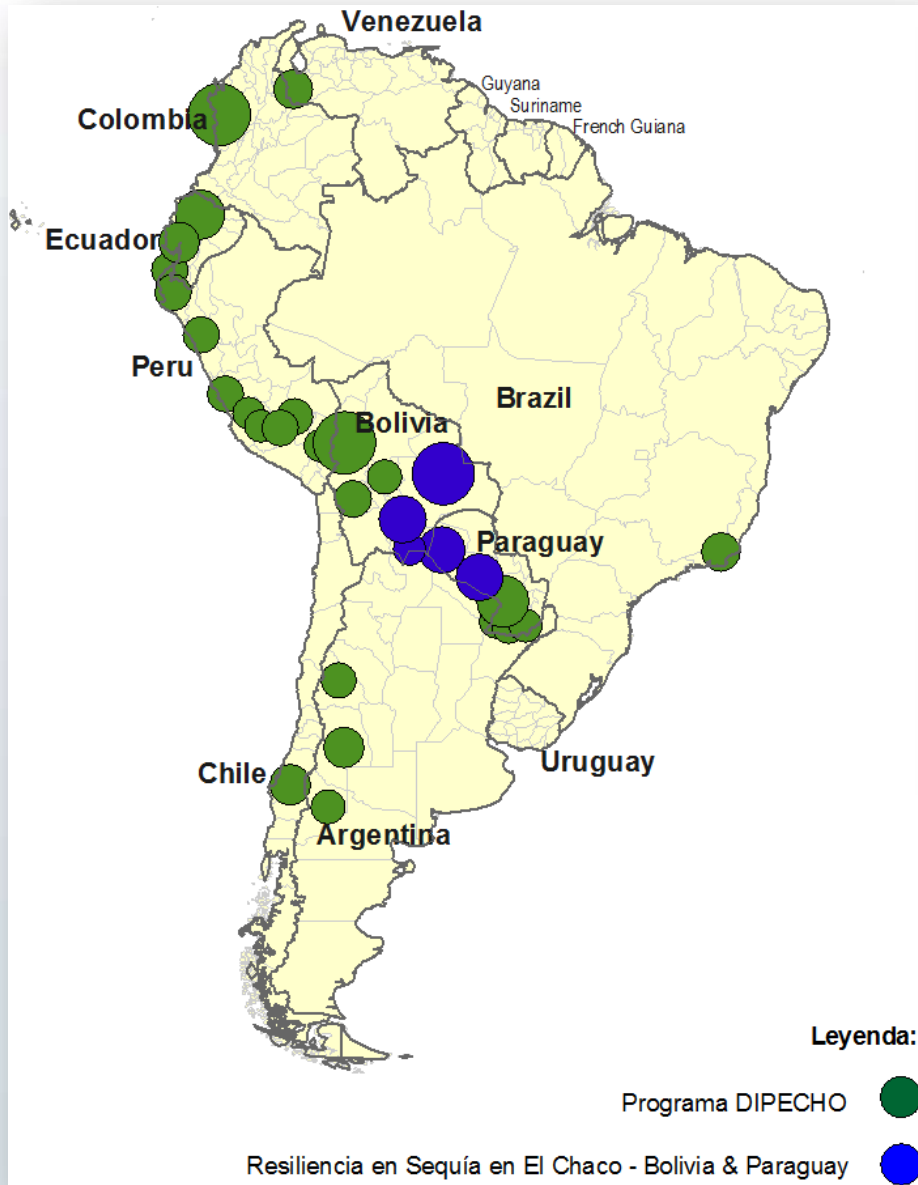 Venezuela
Guyana
Suriname
French Guiana
Colombia
Ecuador
Peru
Brazil
Bolivia
Paraguay
Uruguay
Chile
Argentina
Leyenda:
Programa DIPECHO
Resiliencia en Sequía en El Chaco - Bolivia & Paraguay